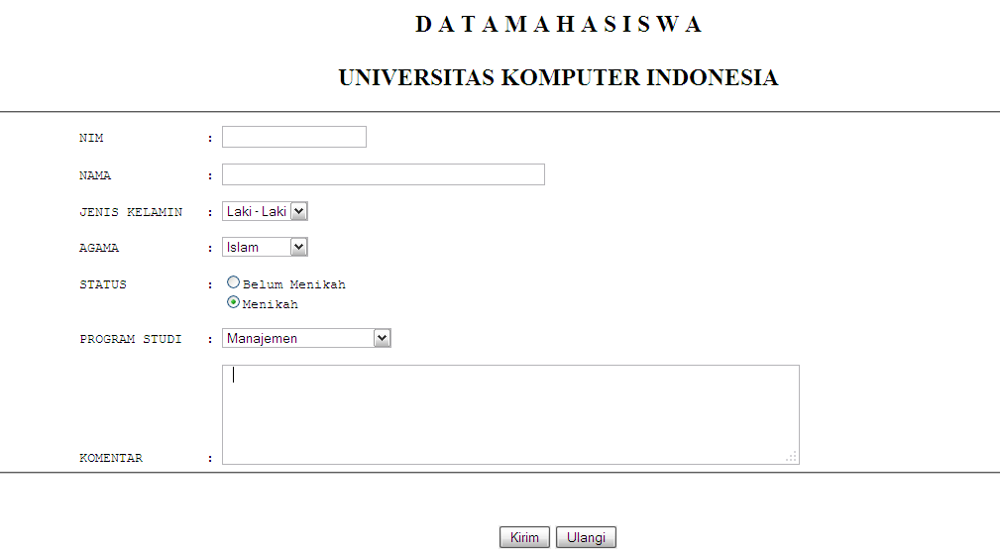 D A T A M A H A S I S W A
UNIVERSITAS KOMPUTER INDONESIA
NIM :
NAMA :
JENIS KELAMIN : Laki - Laki
AGAMA : Islam
STATUS : Belum Menikah
Menikah
PROGRAM STUDI : Manajemen
KOMENTAR :
Kirim Ulangi